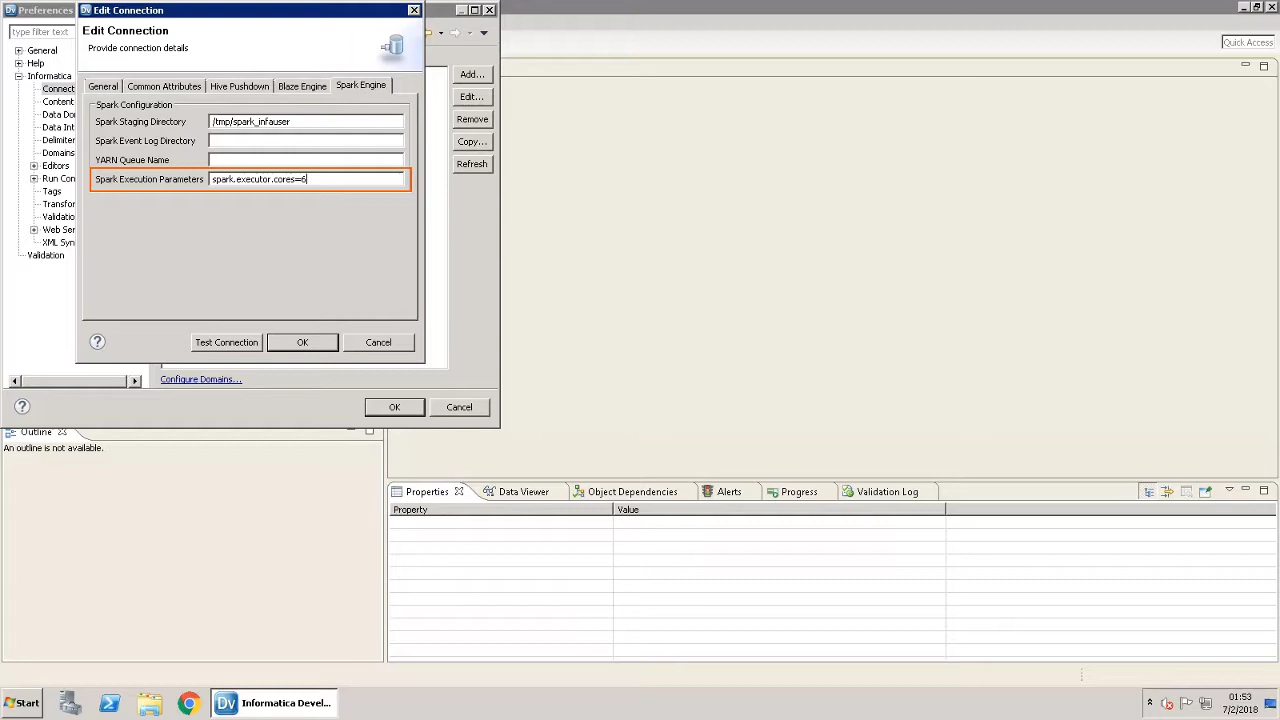 Preferences
Edit Connection
Edit Connection
Provide connection details
type filter text
General
Help
Informatica
Connect
Content
Data Do
Data Int
Delimiter
Domains
Editors
Run Con
Tags
Transfor
Validatio
Web Ser
XML Syn
Validation
General
Common Attributes
Hive Pushdown
Blaze Engine
Spark Engine
Spark Configuration
Spark Staging Directory
/tmp/spark_infauser
Spark Event Log Directory
YARN Queue Name
Spark Execution Parameters
spark.executor.cores=6
Test Connection
OK
Cancel
Add...
Edit...
Remove
Copy...
Refresh
Configure Domains...
OK
Cancel
Quick Access
Outline
An outline is not available.
Properties
Data Viewer
Object Dependencies
Alerts
Progress
Validation Log
Property
Value
Start
Dv Informatica Devel...
01:53
7/2/2018